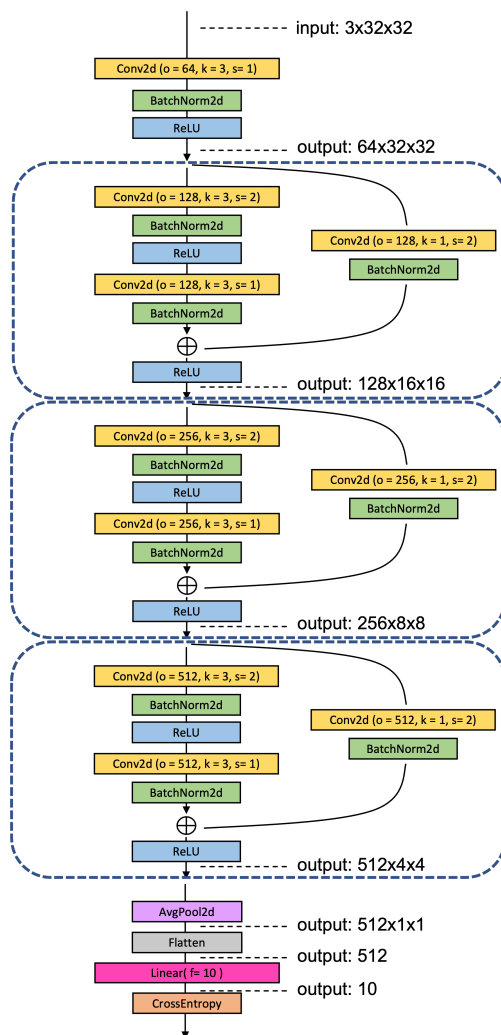 input: 3x32x32
Conv2d (o = 64, k = 3, s= 1)
BatchNorm2d
ReLU
output: 64x32x32
Conv2d (o = 128, k = 3, s= 2)
BatchNorm2d
ReLU
Conv2d (o = 128, k = 3, s= 1)
BatchNorm2d
Conv2d (o = 128, k = 1, s= 2)
BatchNorm2d
ReLU
output: 128x16x16
Conv2d (o = 256, k = 3, s= 2)
BatchNorm2d
ReLU
Conv2d (o = 256, k = 3, s= 1)
BatchNorm2d
Conv2d (o = 256, k = 1, s= 2)
BatchNorm2d
ReLU
output: 256x8x8
Conv2d (o = 512, k = 3, s= 2)
BatchNorm2d
ReLU
Conv2d (o = 512, k = 3, s= 1)
BatchNorm2d
Conv2d (o = 512, k = 1, s= 2)
BatchNorm2d
ReLU
output: 512x4x4
AvgPool2d
output: 512x1x1
Flatten
output: 512
Linear( f= 10 )
output: 10
CrossEntropy